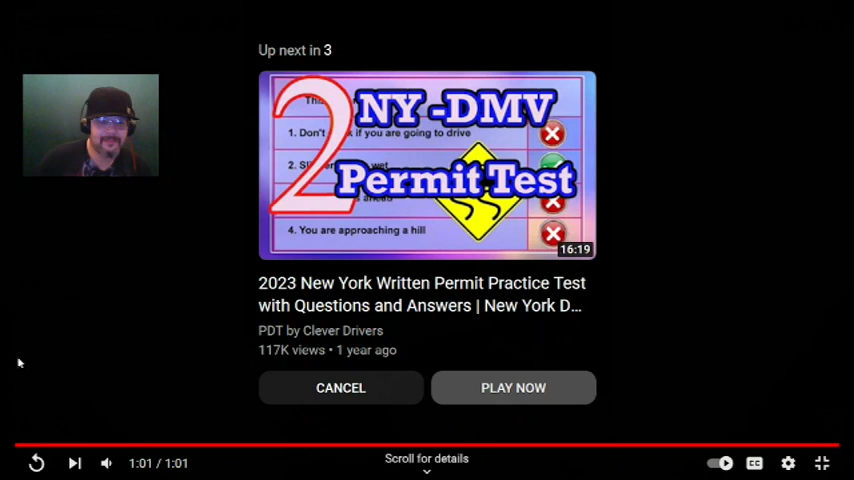 Up next in 3
NY -DMV
1. Don't if you are going to drive
2. wet
Permit Test
2
4. You are approaching a hill
16:19
2023 New York Written Permit Practice Test
with Questions and Answers | New York D...
PDT by Clever Drivers
117K views • 1 year ago
CANCEL
PLAY NOW
1:01 / 1:01
Scroll for details
CC